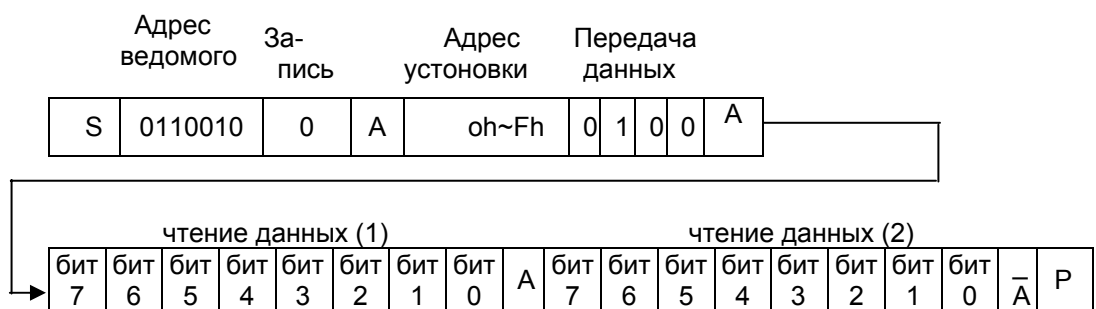 Адрес ведомого За- пись Адрес устоновки Передача данных
S 0110010 0 A oh~Fh 0 1 0 0 A
чтение данных (1) чтение данных (2)
бит 7 бит 6 бит 5 бит 4 бит 3 бит 2 бит 1 бит 0 A бит 7 бит 6 бит 5 бит 4 бит 3 бит 2 бит 1 бит 0 Ā P